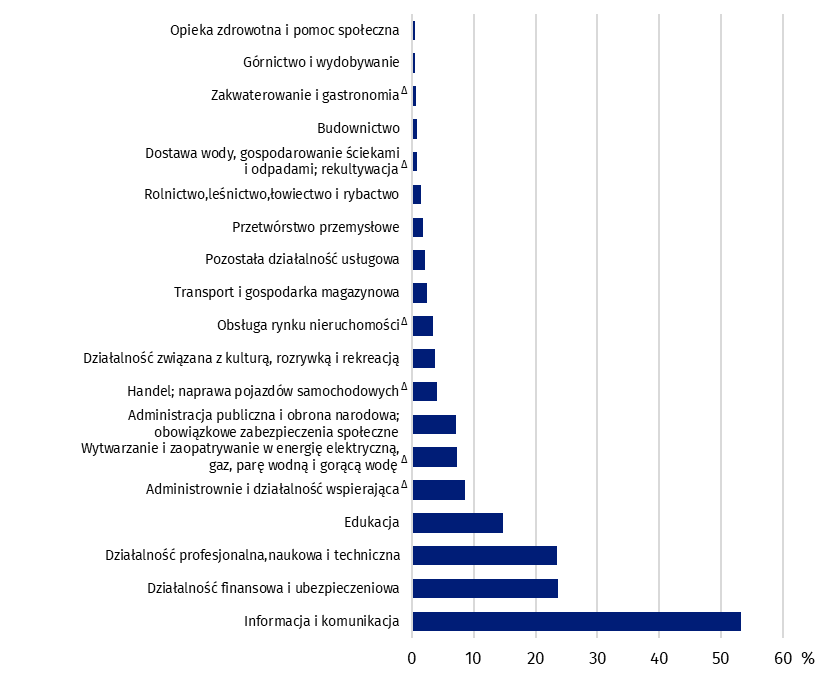 Opieka zdrowotna i pomoc społeczna
Górnictwo i wydobywanie
Zakwaterowanie i gastronomia Δ
Budownictwo
Dostawa wody, gospodarowanie ściekami
i odpadami; rekultywacja Δ
Rolnictwo,leśnictwo,łowiectwo i rybactwo
Przetwórstwo przemysłowe
Pozostała działalność usługowa
Transport i gospodarka magazynowa
Obsługa rynku nieruchomości Δ
Działalność związana z kulturą, rozrywką i rekreacją
Handel; naprawa pojazdów samochodowych Δ
Administracja publiczna i obrona narodowa;
obowiązkowe zabezpieczenia społeczne
Wytwarzanie i zaopatrywanie w energię elektryczną,
gaz, parę wodną i gorącą wodę Δ
Administrownie i działalność wspierająca Δ
Edukacja
Działalność profesjonalna,naukowa i techniczna
Działalność finansowa i ubezpieczeniowa
Informacja i komunikacja
0 10 20 30 40 50 60 %